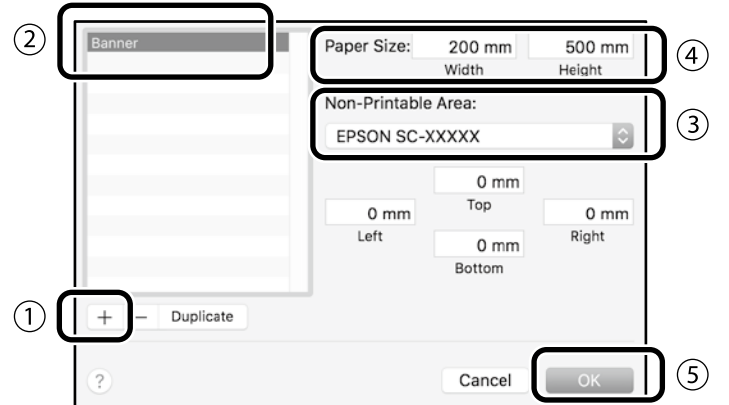 ②
Banner
Paper Size: 200 mm 500 mm
Width Height
④
Non-Printable Area:
EPSON SC-XXXXX
③
0 mm
Top
0 mm 0 mm
Left Right
0 mm
Bottom
①
+ − Duplicate
? Cancel OK
⑤